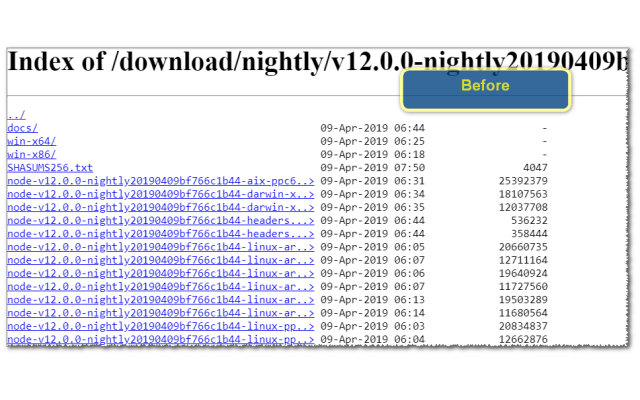 Index of /download/nightly/v12.0.0-nightly20190409b
Before
../
docs/ 09-Apr-2019 06:44 -
win-x64/ 09-Apr-2019 06:25 -
win-x86/ 09-Apr-2019 06:18 -
SHASUMS256.txt 09-Apr-2019 07:50 4047
node-v12.0.0-nightly20190409bf766c1b44-aix-ppc6..> 09-Apr-2019 06:31 25392379
node-v12.0.0-nightly20190409bf766c1b44-darwin-x..> 09-Apr-2019 06:34 18107563
node-v12.0.0-nightly20190409bf766c1b44-darwin-x..> 09-Apr-2019 06:35 12037708
node-v12.0.0-nightly20190409bf766c1b44-headers...> 09-Apr-2019 06:44 536232
node-v12.0.0-nightly20190409bf766c1b44-headers...> 09-Apr-2019 06:44 358444
node-v12.0.0-nightly20190409bf766c1b44-linux-ar..> 09-Apr-2019 06:05 20660735
node-v12.0.0-nightly20190409bf766c1b44-linux-ar..> 09-Apr-2019 06:07 12711164
node-v12.0.0-nightly20190409bf766c1b44-linux-ar..> 09-Apr-2019 06:06 19640924
node-v12.0.0-nightly20190409bf766c1b44-linux-ar..> 09-Apr-2019 06:07 11727560
node-v12.0.0-nightly20190409bf766c1b44-linux-ar..> 09-Apr-2019 06:13 19503289
node-v12.0.0-nightly20190409bf766c1b44-linux-ar..> 09-Apr-2019 06:14 11680564
node-v12.0.0-nightly20190409bf766c1b44-linux-pp..> 09-Apr-2019 06:03 20834837
node-v12.0.0-nightly20190409bf766c1b44-linux-pp..> 09-Apr-2019 06:04 12662876